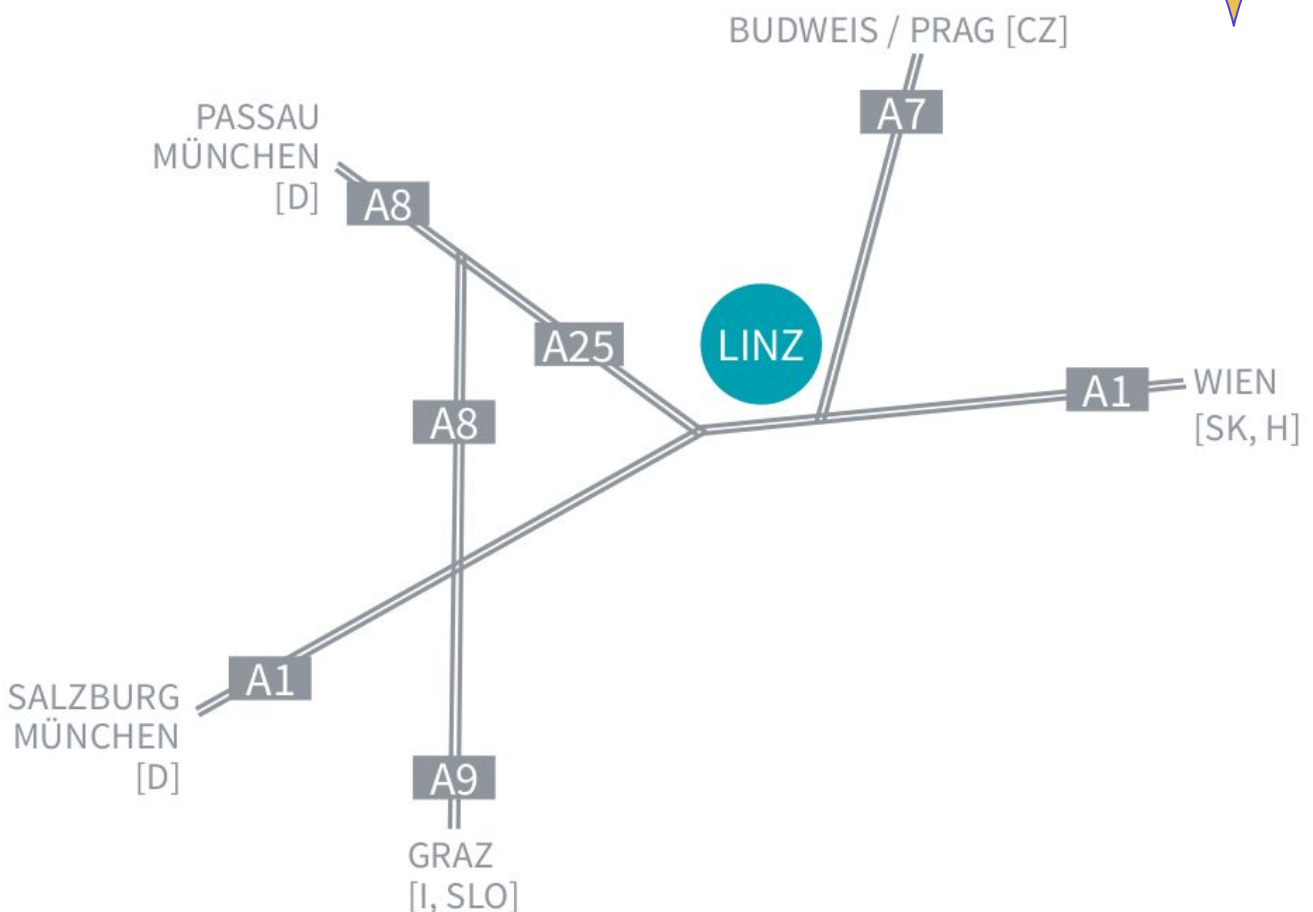 BUDWEIS / PRAG [CZ]
A7
PASSAU
MÜNCHEN
[D]
A8
A25
LINZ
A1
WIEN
[SK, H]
A8
A1
SALZBURG
MÜNCHEN
[D]
A9
GRAZ
[I, SLO]